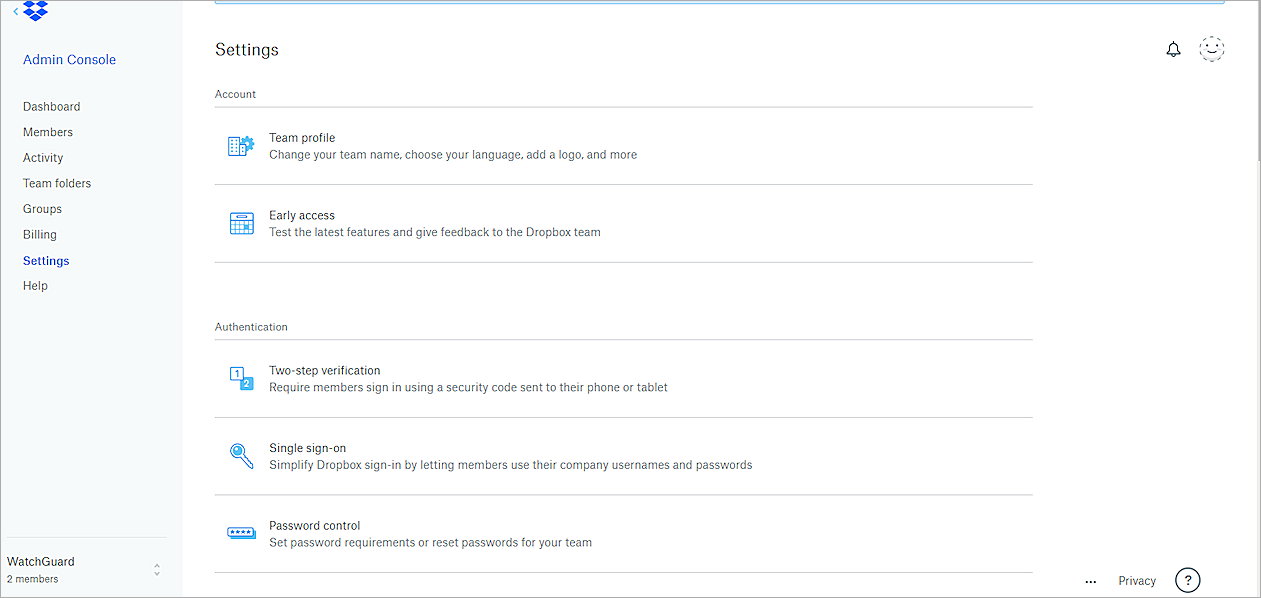 Admin Console
Dashboard
Members
Activity
Team folders
Groups
Billing
Settings
Help
WatchGuard
2 members
Settings
Account
Team profile
Change your team name, choose your language, add a logo, and more
Early access
Test the latest features and give feedback to the Dropbox team
Authentication
1
2
Two-step verification
Require members sign in using a security code sent to their phone or tablet
Single sign-on
Simplify Dropbox sign-in by letting members use their company usernames and passwords
****
Password control
Set password requirements or reset passwords for your team
... Privacy ?